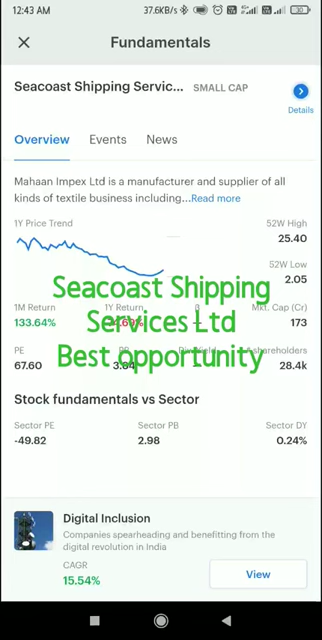 12:43 AM 37.6KB/s 30
Fundamentals
Seacoast Shipping Servic... SMALL CAP
Details
Overview Events News
Mahaan Impex Ltd is a manufacturer and supplier of all
kinds of textile business including...Read more
1Y Price Trend 52W High
25.40
52W Low
2.05
Seacoast Shipping
Services Ltd
Best opportunity
1M Return 1Y Return β Mkt. Cap (Cr)
133.64% 173
PE PB shareholders
67.60 28.4k
Stock fundamentals vs Sector
Sector PE Sector PB Sector DY
-49.82 2.98 0.24%
Digital Inclusion
Companies spearheading and benefitting from the
digital revolution in India
CAGR
15.54% View